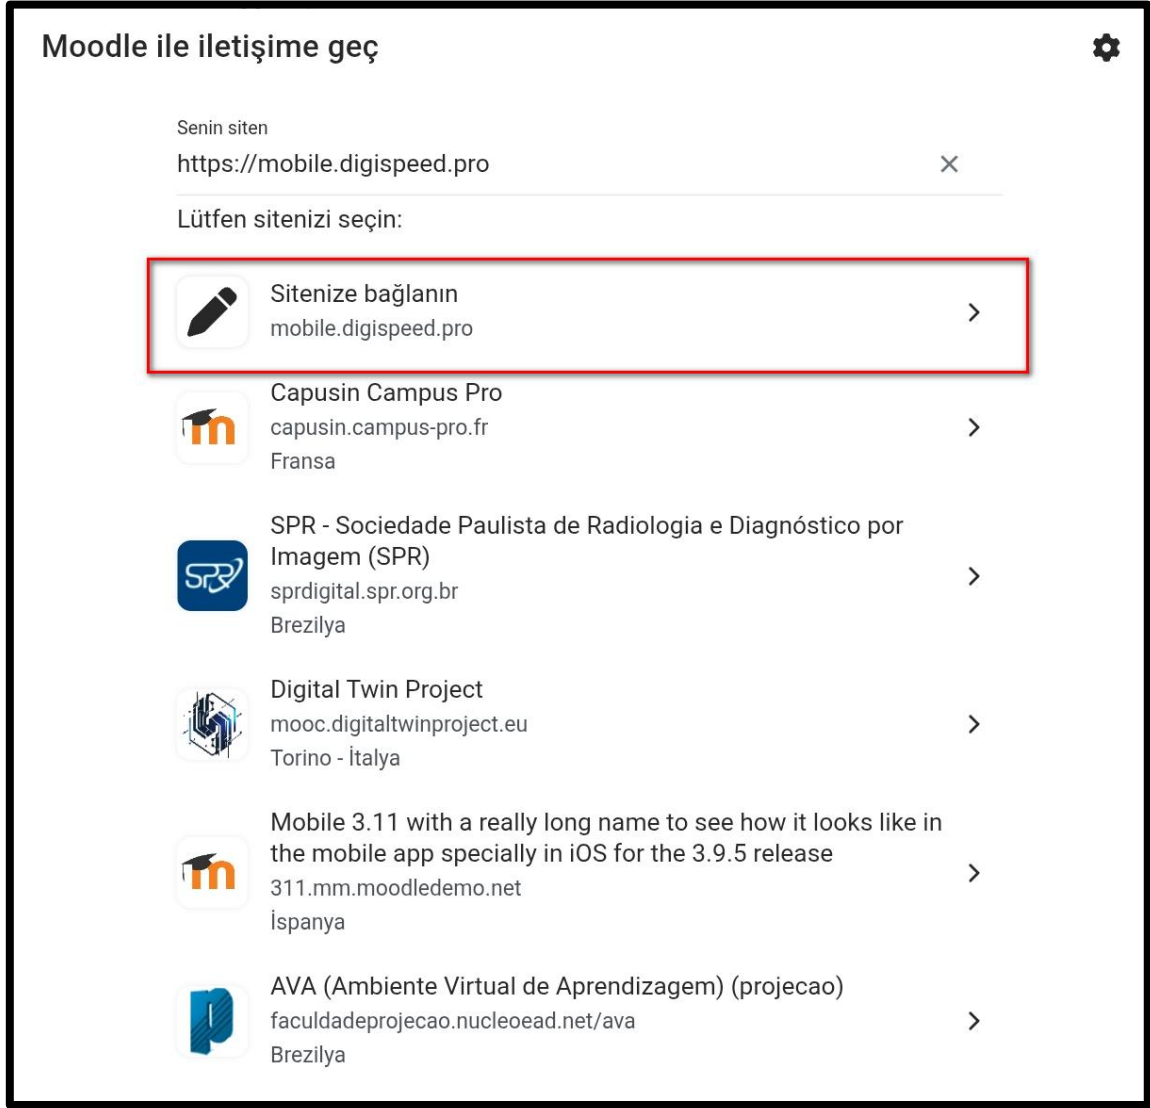 Moodle ile iletişime geç
Senin siten
https://mobile.digispeed.pro
Lütfen sitenizi seçin:
Sitenize bağlanın
mobile.digispeed.pro
Capusin Campus Pro
capusin.campus-pro.fr
Fransa
SPR - Sociedade Paulista de Radiologia e Diagnóstico por
Imagem (SPR)
SPR
sprdigital.spr.org.br
Brezilya
Digital Twin Project
mooc.digitaltwinproject.eu
Torino - İtalya
Mobile 3.11 with a really long name to see how it looks like in
the mobile app specially in iOS for the 3.9.5 release
311.mm.moodledemo.net
İspanya
AVA (Ambiente Virtual de Aprendizagem) (projecao)
faculdadeprojecao.nucleoead.net/ava
Brezilya